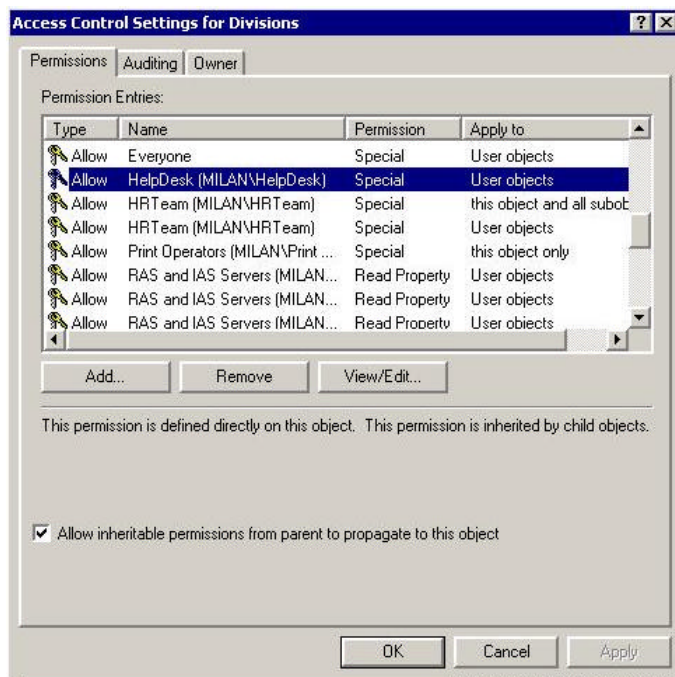 Access Control Settings for Divisions
Permissions Auditing Owner
Permission Entries:
Type Name Permission Apply to
Allow Everyone Special User objects
Allow HelpDesk (MILAN\HelpDesk) Special User objects
Allow HRTeam (MILAN\HRTeam) Special this object and all subob
Allow HRTeam (MILAN\HRTeam) Special User objects
Allow Print Operators (MILAN\Print ... Special this object only
Allow RAS and IAS Servers (MILAN... Read Property User objects
Allow RAS and IAS Servers (MILAN... Read Property User objects
Allow RAS and IAS Servers (MILAN... Read Property User objects
Add... Remove View/Edit...
This permission is defined directly on this object. This permission is inherited by child objects.
Allow inheritable permissions from parent to propagate to this object
OK Cancel Apply